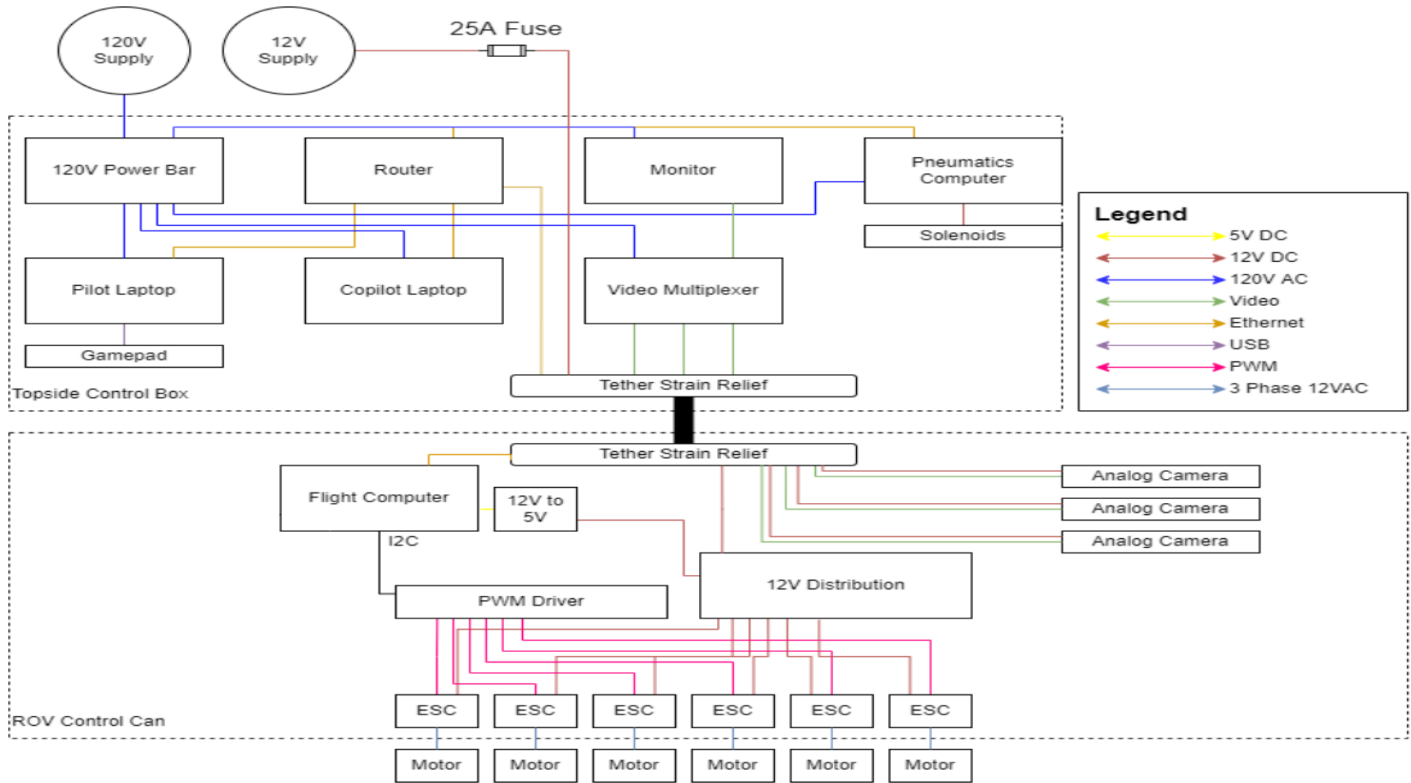 120V
Supply
12V
Supply
25A Fuse
120V Power Bar
Router
Monitor
Pneumatics
Computer
Solenoids
Pilot Laptop
Copilot Laptop
Video Multiplexer
Gamepad
Tether Strain Relief
Topside Control Box
Legend
5V DC
12V DC
120V AC
Video
Ethernet
USB
PWM
3 Phase 12VAC
Tether Strain Relief
Flight Computer
12V to
5V
Analog Camera
Analog Camera
Analog Camera
I2C
12V Distribution
PWM Driver
ESC
ESC
ESC
ESC
ESC
ESC
ROV Control Can
Motor
Motor
Motor
Motor
Motor
Motor